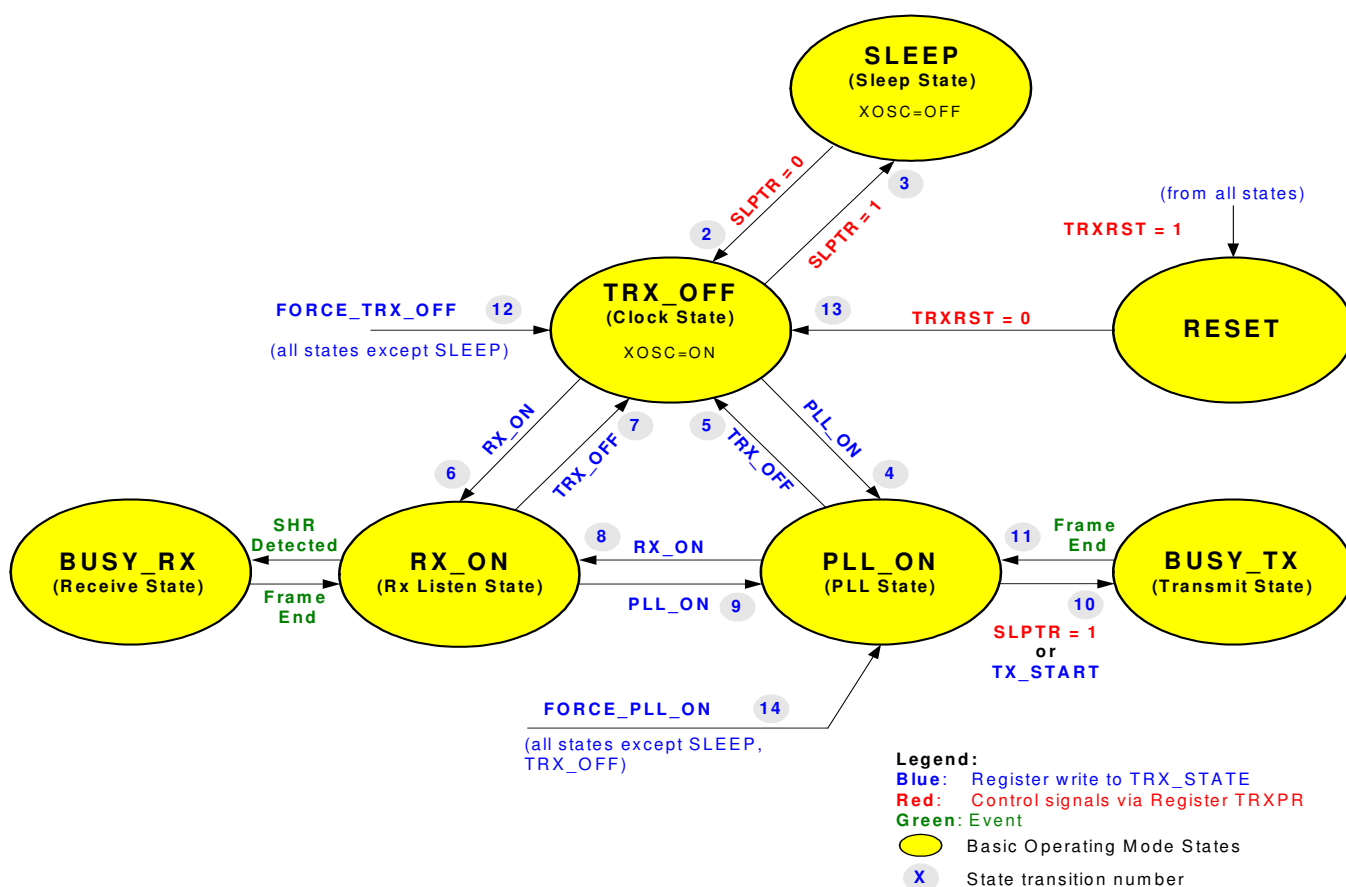 SLEEP
(Sleep State)
XOSC=OFF
SLPTR = 0
2
SLPTR = 1
3
(from all states)
TRXRST = 1
FORCE_TRX_OFF
12
(all states except SLEEP)
TRX_OFF
(Clock State)
XOSC=ON
13
TRXRST = 0
RESET
RX_ON
6
TRX_OFF
7
TRX_OFF
5
PLL_ON
4
BUSY_RX
(Receive State)
SHR
Detected
Frame
End
RX_ON
(Rx Listen State)
8
RX_ON
PLL_ON
9
PLL_ON
(PLL State)
11
Frame
End
10
SLPTR = 1
or
TX_START
BUSY_TX
(Transmit State)
FORCE_PLL_ON
14
(all states except SLEEP,
TRX_OFF)
Legend:
Blue: Register write to TRX_STATE
Red: Control signals via Register TRXPR
Green: Event
Basic Operating Mode States
X State transition number